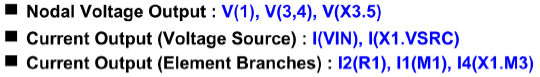 ■ Nodal Voltage Output : V(1), V(3,4), V(X3.5)
■ Current Output (Voltage Source) : I(VIN), I(X1.VSRC)
■ Current Output (Element Branches) : I2(R1), I1(M1), I4(X1.M3)